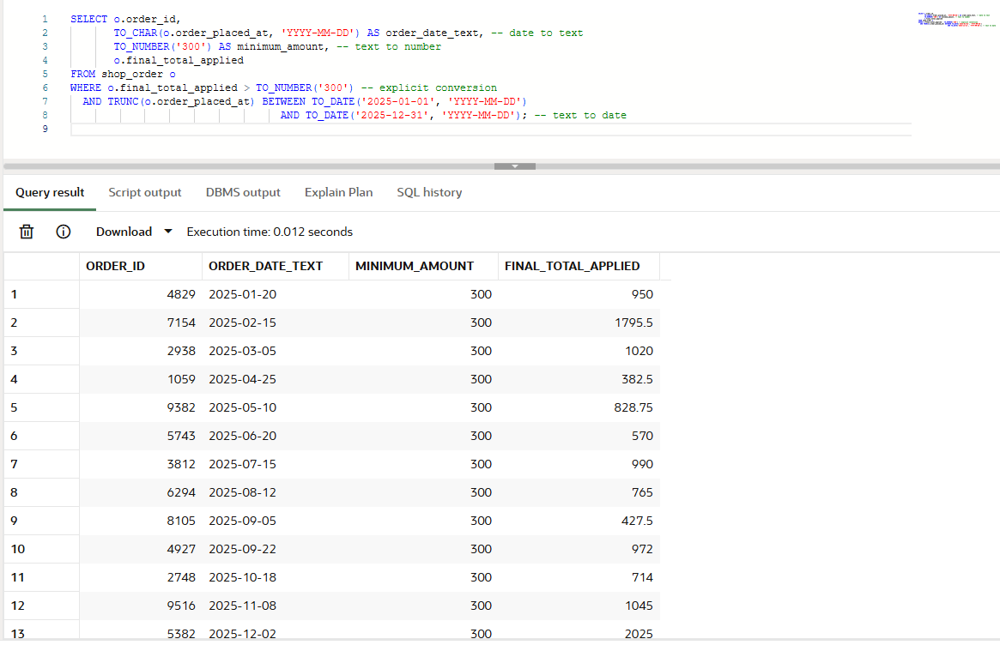 1 SELECT o.order_id,
2 TO_CHAR(o.order_placed_at, 'YYYY-MM-DD') AS order_date_text, -- date to text
3 TO_NUMBER('300') AS minimum_amount, -- text to number
4 o.final_total_applied
5 FROM shop_order o
6 WHERE o.final_total_applied > TO_NUMBER('300') -- explicit conversion
7 AND TRUNC(o.order_placed_at) BETWEEN TO_DATE('2025-01-01', 'YYYY-MM-DD')
8 AND TO_DATE('2025-12-31', 'YYYY-MM-DD'); -- text to date
9
Query result Script output DBMS output Explain Plan SQL history
Download Execution time: 0.012 seconds
ORDER_ID ORDER_DATE_TEXT MINIMUM_AMOUNT FINAL_TOTAL_APPLIED
1 4829 2025-01-20 300 950
2 7154 2025-02-15 300 1795.5
3 2938 2025-03-05 300 1020
4 1059 2025-04-25 300 382.5
5 9382 2025-05-10 300 828.75
6 5743 2025-06-20 300 570
7 3812 2025-07-15 300 990
8 6294 2025-08-12 300 765
9 8105 2025-09-05 300 427.5
10 4927 2025-09-22 300 972
11 2748 2025-10-18 300 714
12 9516 2025-11-08 300 1045
13 5382 2025-12-02 300 2025